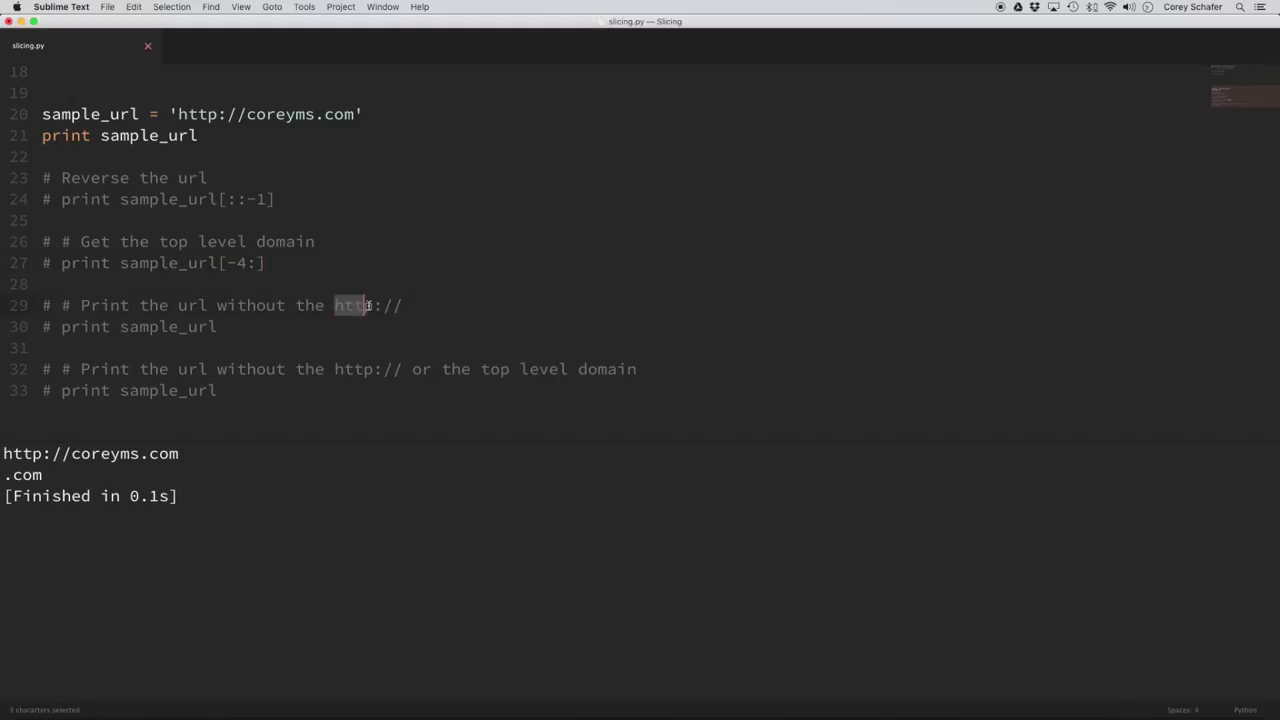 Sublime Text File Edit Selection Find View Goto Tools Project Window Help Corey Schafer
slicing.py — Slicing
slicing.py
18
19
20 sample_url = 'http://coreyms.com'
21 print sample_url
22
23 # Reverse the url
24 # print sample_url[::-1]
25
26 # # Get the top level domain
27 # print sample_url[-4:]
28
29 # # Print the url without the http://
30 # print sample_url
31
32 # # Print the url without the http:// or the top level domain
33 # print sample_url
http://coreyms.com
.com
[Finished in 0.1s]
3 characters selected Spaces: 4 Python